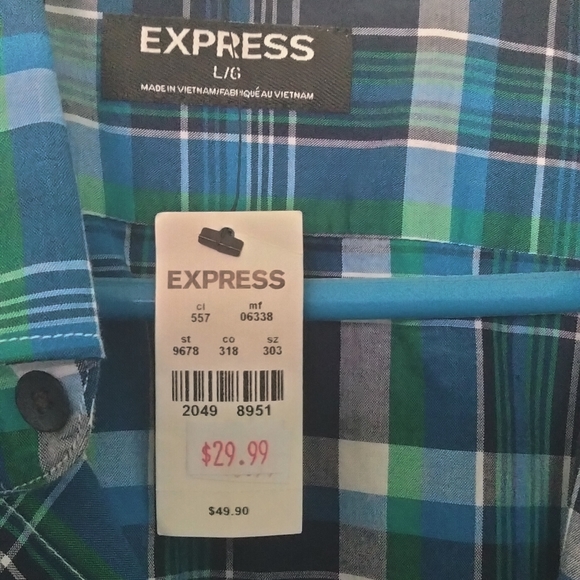 EXPRESS
L/G
MADE IN VIETNAM/FABRIQUÉ AU VIETNAM
EXPRESS
cl mf
557 06338
st co sz
9678 318 303
2049 8951
$29.99
$49.90